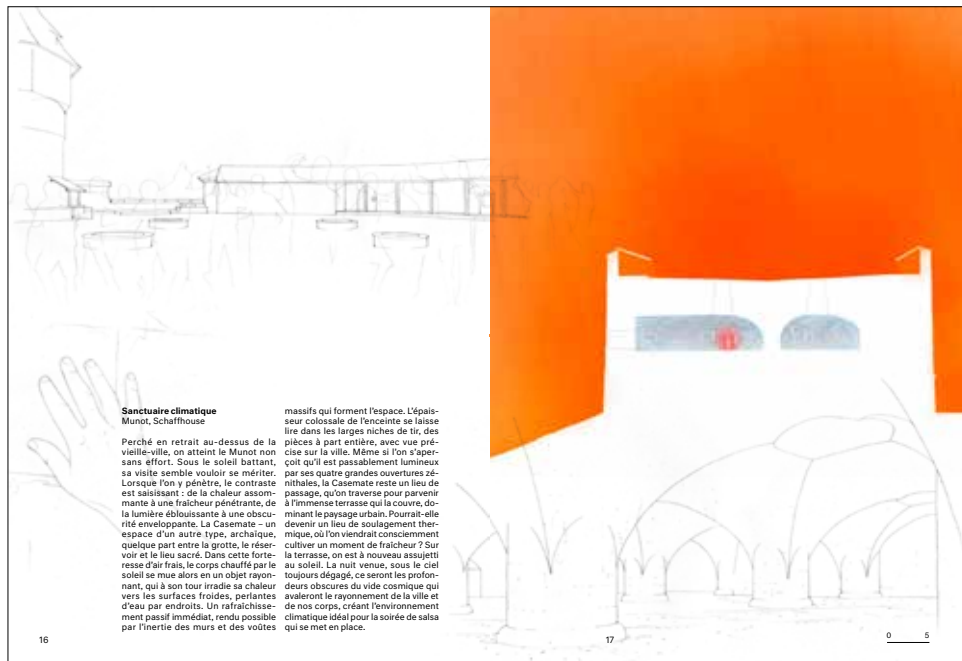 Sanctuaire climatique
Munot, Schaffhouse
Perché en retrait au-dessus de la
vieille-ville, on atteint le Munot non
sans effort. Sous le soleil battant,
sa visite semble vouloir se mériter.
Lorsque l'on y pénètre, le contraste
est saisissant : de la chaleur assom-
mante à une fraîcheur pénétrante, de
la lumière éblouissante à une obscu-
rité enveloppante. La Casemate – un
espace d'un autre type, archaïque,
quelque part entre la grotte, le réser-
voir et le lieu sacré. Dans cette forte-
resse d'air frais, le corps chauffé par le
soleil se mue alors en un objet rayon-
nant, qui à son tour irradie sa chaleur
vers les surfaces froides, perlantes
d'eau par endroits. Un rafraîchisse-
ment passif immédiat, rendu possible
par l'inertie des murs et des voûtes
massifs qui forment l'espace. L'épais-
seur colossale de l'enceinte se laisse
lire dans les larges niches de tir, des
pièces à part entière, avec vue pré-
cise sur la ville. Même si l'on s'aper-
çoit qu'il est passablement lumineux
par ses quatre grandes ouvertures zé-
nithales, la Casemate reste un lieu de
passage, qu'on traverse pour parvenir
à l'immense terrasse qui la couvre, do-
minant le paysage urbain. Pourrait-elle
devenir un lieu de soulagement ther-
mique, où l'on viendrait consciemment
cultiver un moment de fraîcheur ? Sur
la terrasse, on est à nouveau assujetti
au soleil. La nuit venue, sous le ciel
toujours dégagé, ce seront les profon-
deurs obscures du vide cosmique qui
avaleront le rayonnement de la ville et
de nos corps, créant l'environnement
climatique idéal pour la soirée de salsa
qui se met en place.
16
17
0 5